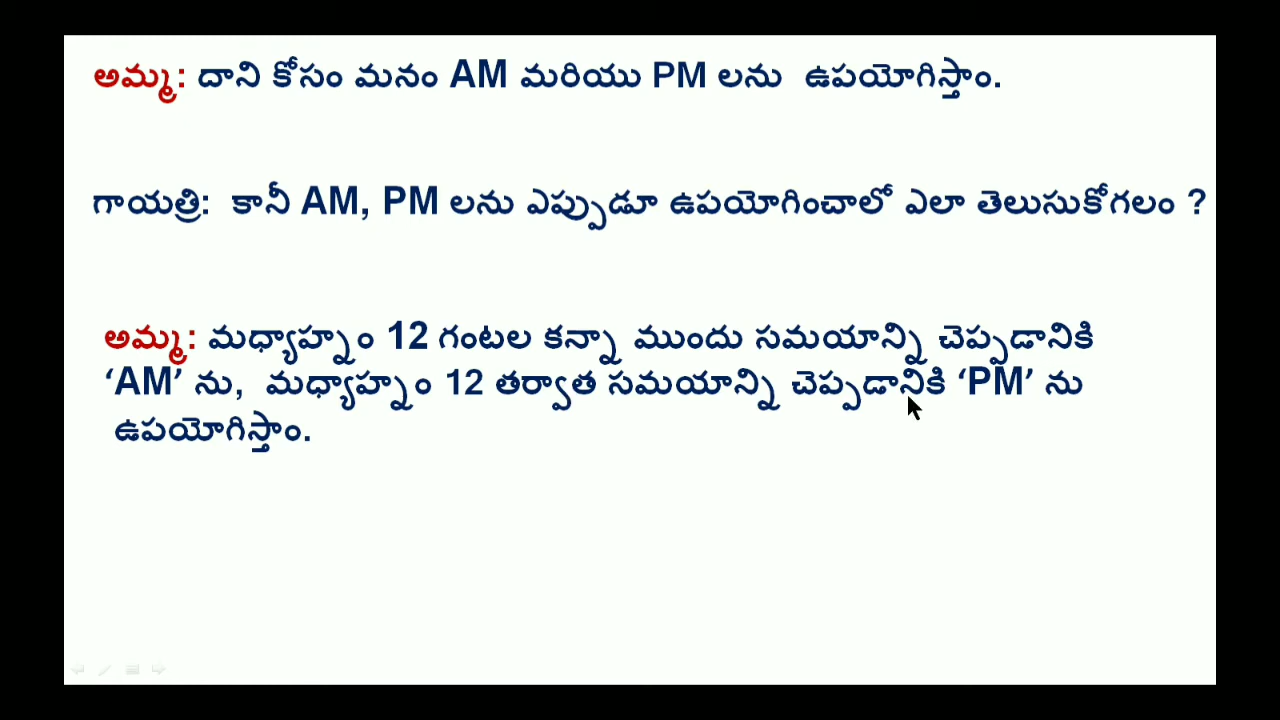 అమ్మ: దాని కోసం మనం AM మరియు PM లను ఉపయోగిస్తాం.
గాయత్రి: కానీ AM, PM లను ఎప్పుడూ ఉపయోగించాలో ఎలా తెలుసుకోగలం ?
అమ్మ: మధ్యాహ్నం 12 గంటల కన్నా ముందు సమయాన్ని చెప్పడానికి
‘AM’ ను, మధ్యాహ్నం 12 తర్వాత సమయాన్ని చెప్పడానికి ‘PM’ ను
ఉపయోగిస్తాం.